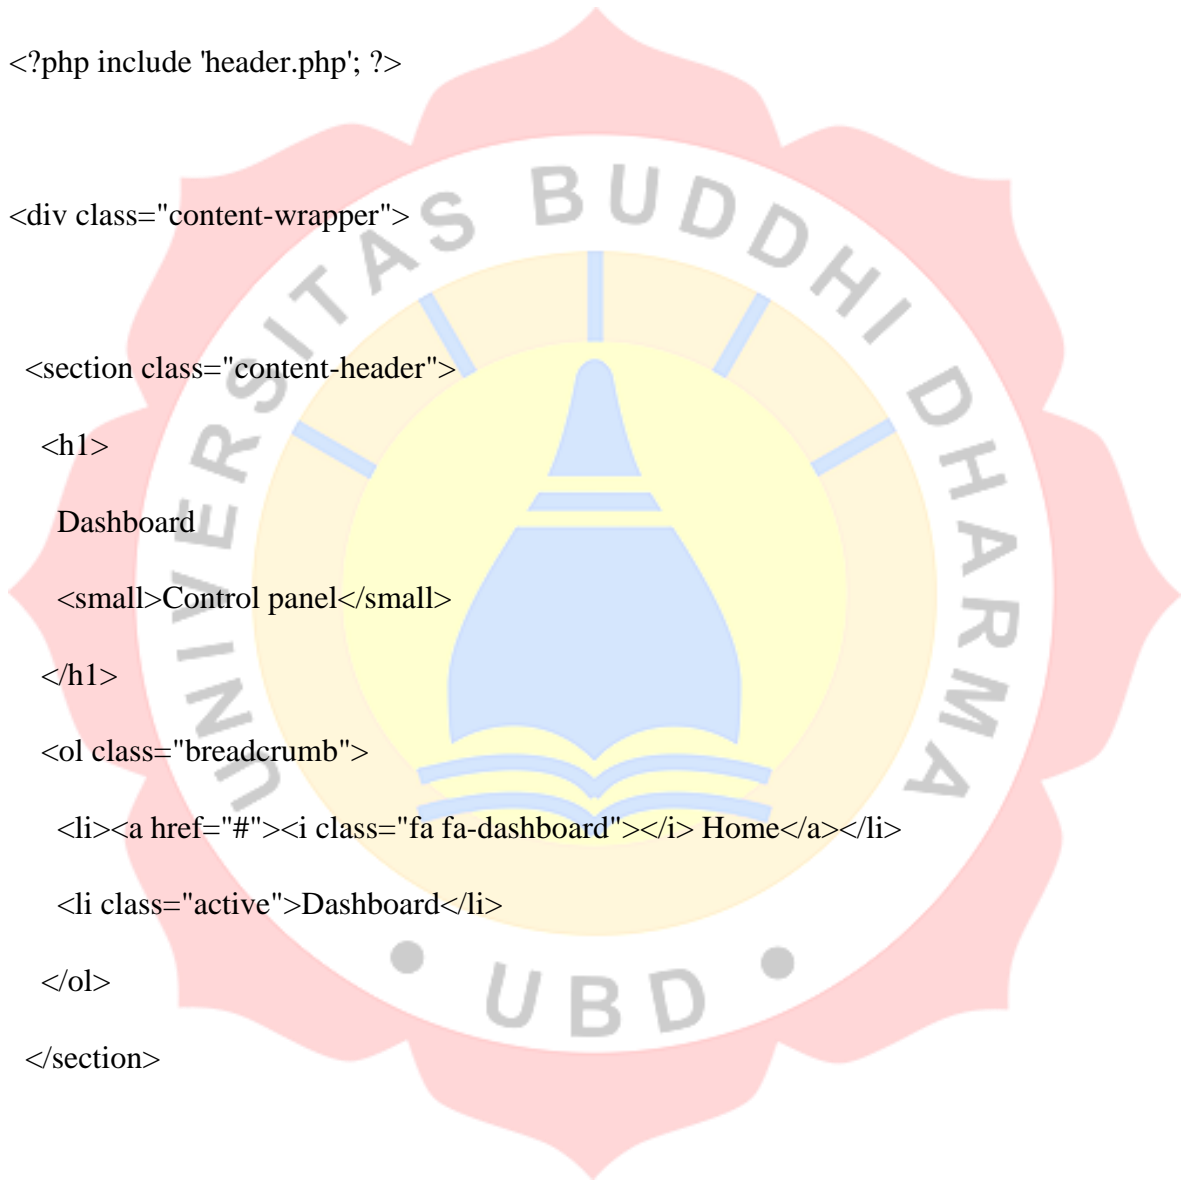 <?php include 'header.php'; ?>
<div class="content-wrapper">
<section class="content-header">
<h1>
Dashboard
<small>Control panel</small>
</h1>
<ol class="breadcrumb">
<li><a href="#"><i class="fa fa-dashboard"></i> Home</a></li>
<li class="active">Dashboard</li>
</ol>
</section>
UNIVERSITAS BUDDHI DHARMA
• UBD •